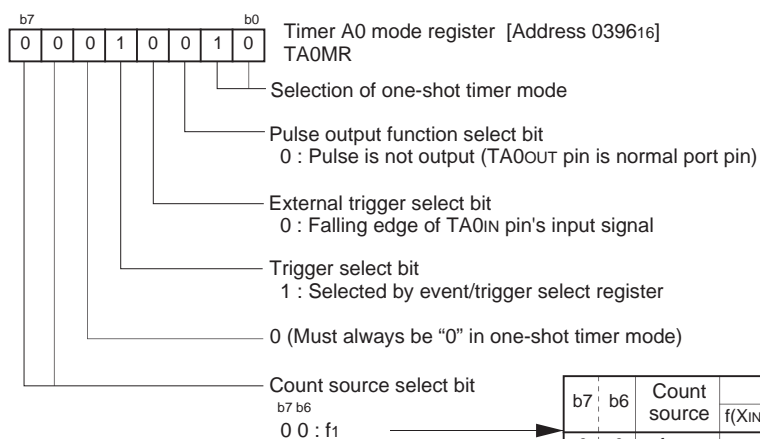 b7 b0
0 0 0 1 0 0 1 0
Timer A0 mode register [Address 039616]
TA0MR
Selection of one-shot timer mode
Pulse output function select bit
0 : Pulse is not output (TA0OUT pin is normal port pin)
External trigger select bit
0 : Falling edge of TA0IN pin's input signal
Trigger select bit
1 : Selected by event/trigger select register
0 (Must always be “0” in one-shot timer mode)
Count source select bit
b7 b6
0 0 : f1
b7 b6 Count source f(XIN